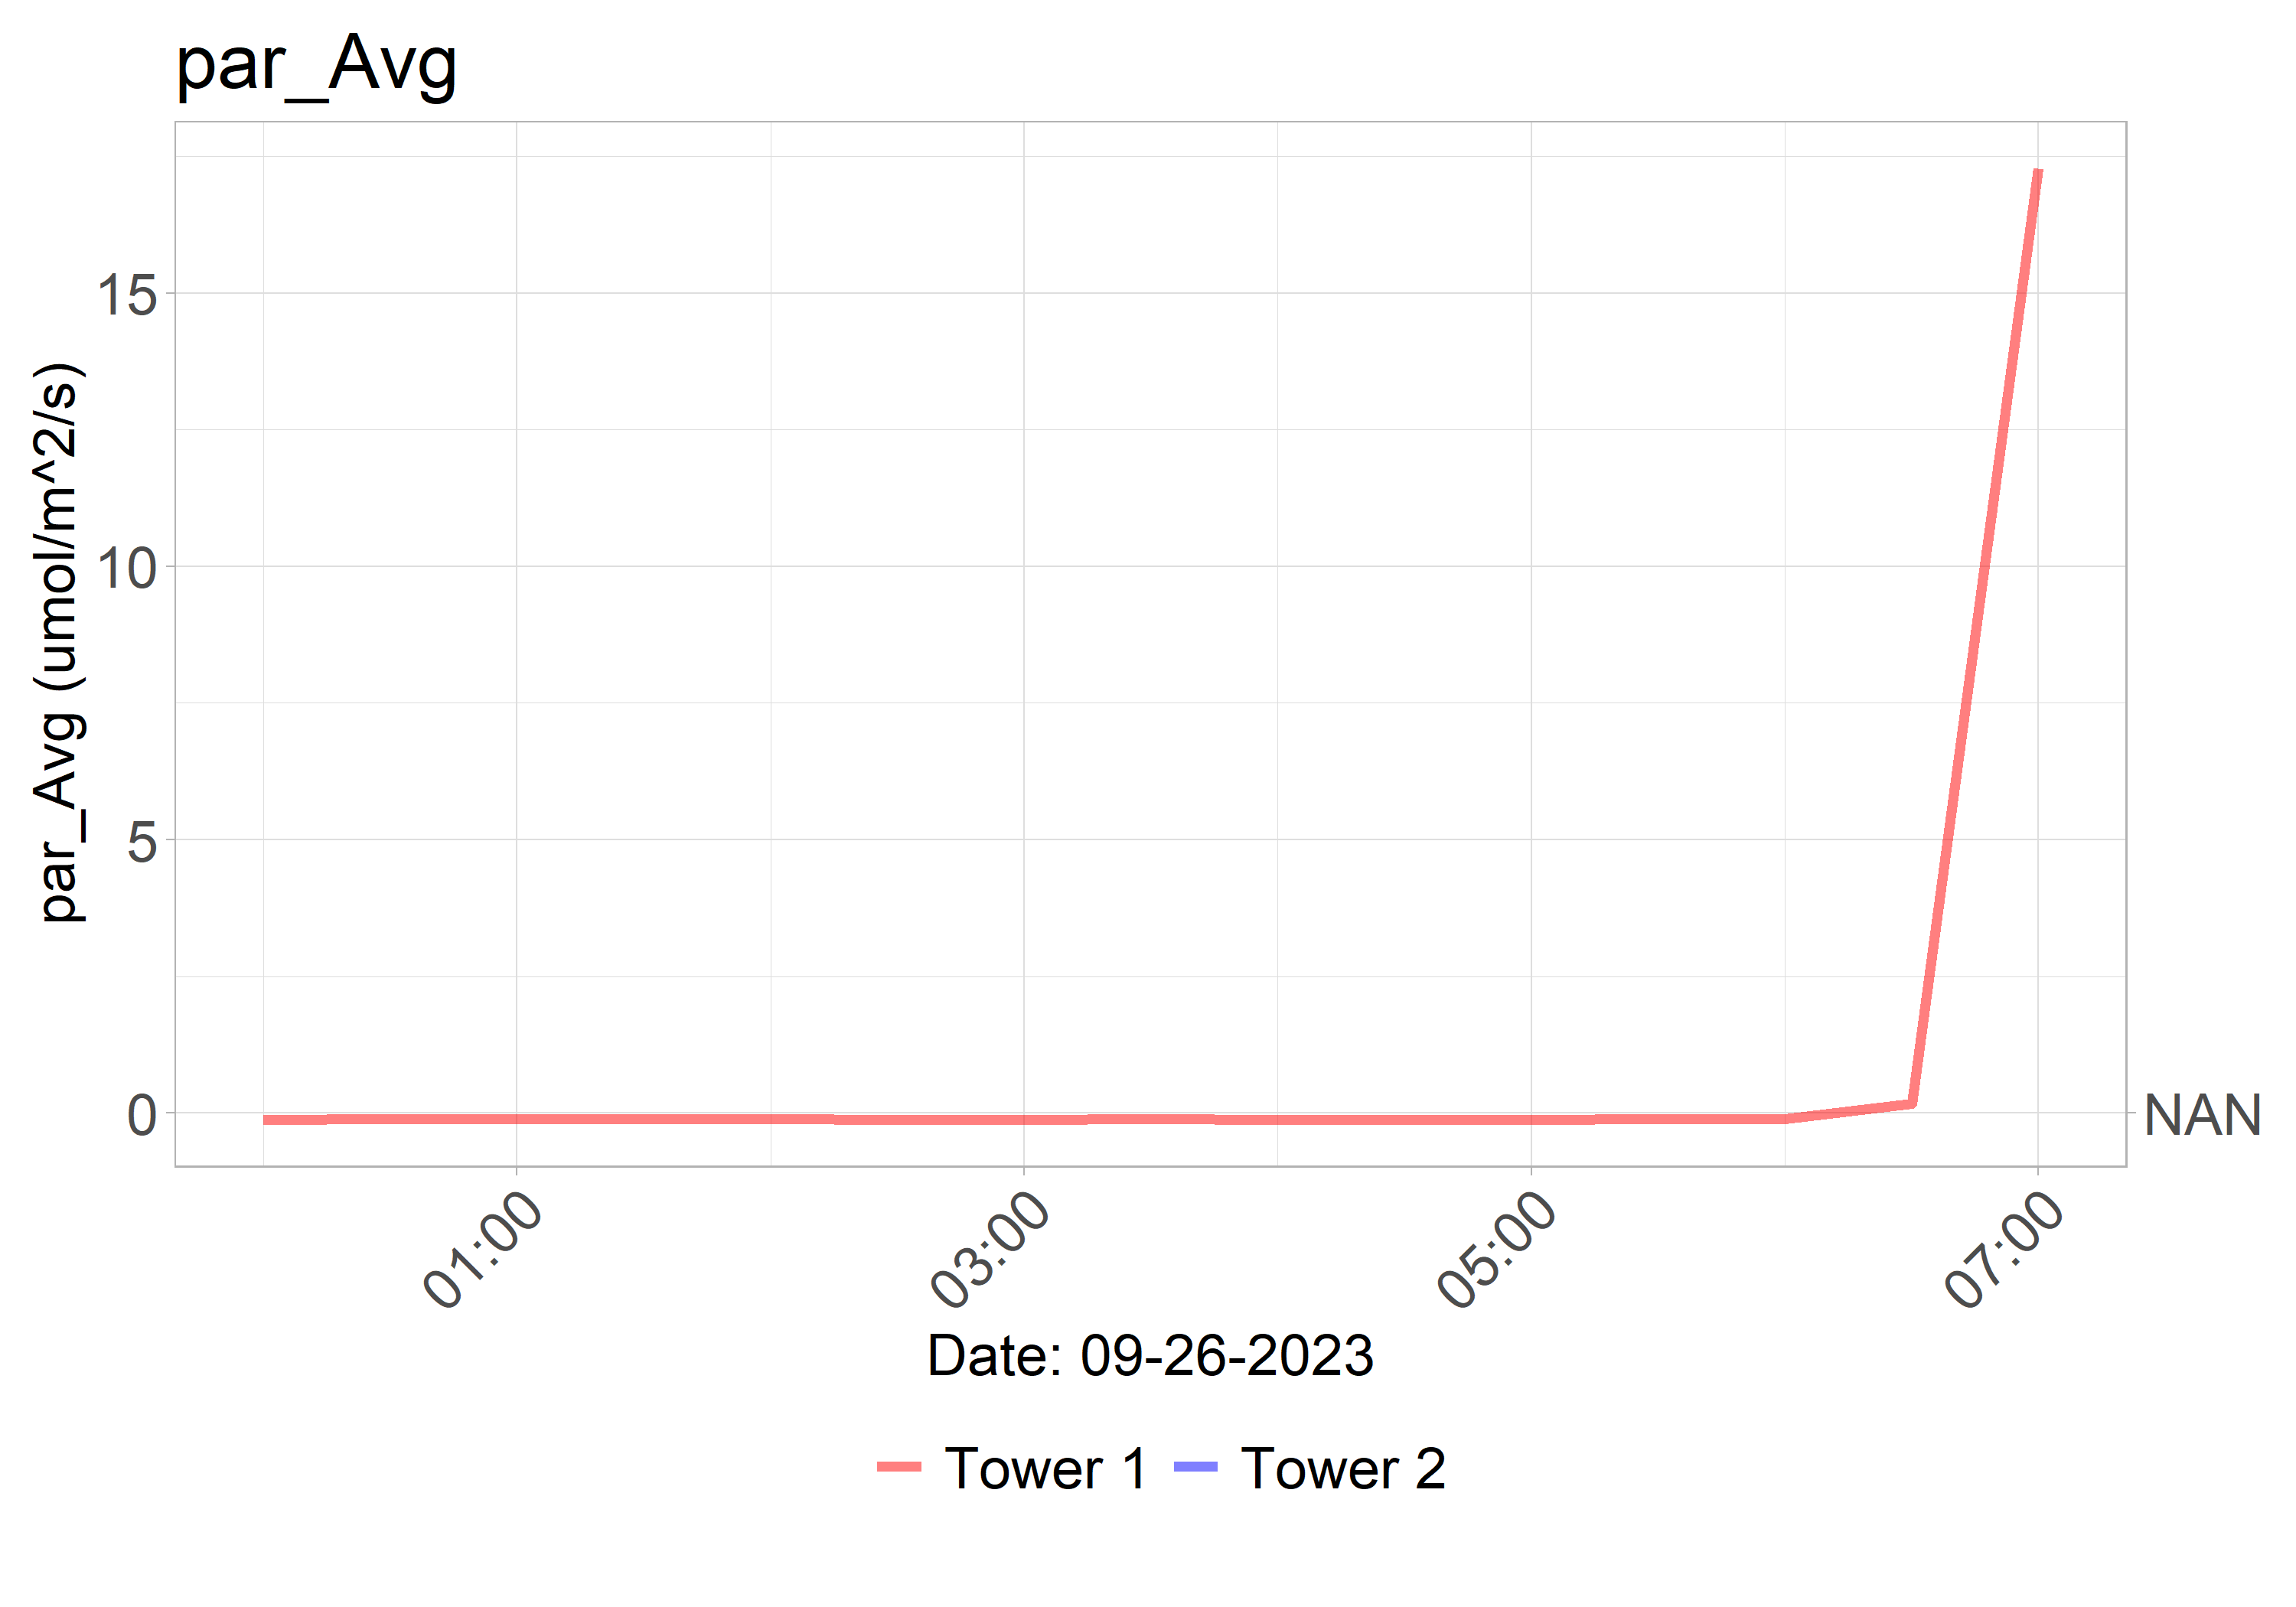 par_Avg
par_Avg (umol/m^2/s)
15
10
5
0
NAN
01:00
03:00
05:00
07:00
Date: 09-26-2023
Tower 1
Tower 2